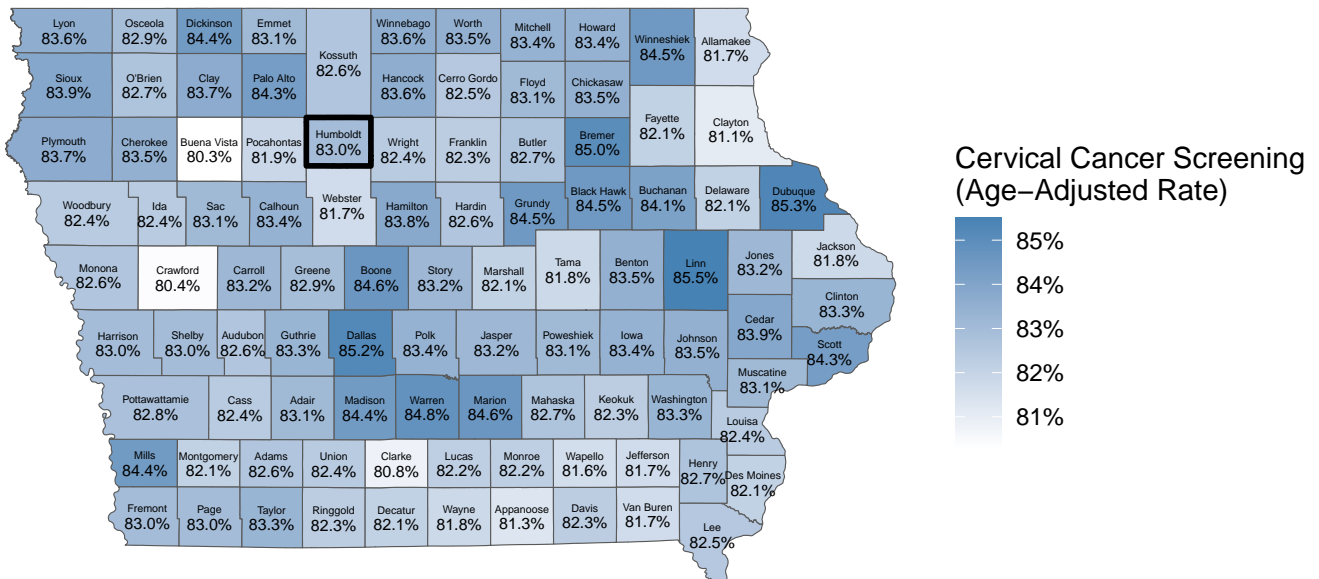 Lyon
83.6%
Osceola
82.9%
Dickinson
84.4%
Emmet
83.1%
Kossuth
82.6%
Winnebago
83.6%
Worth
83.5%
Mitchell
83.4%
Howard
83.4%
Winneshiek
84.5%
Allamakee
81.7%
Sioux
83.9%
O'Brien
82.7%
Clay
83.7%
Palo Alto
84.3%
Hancock
83.6%
Cerro Gordo
82.5%
Floyd
83.1%
Chickasaw
83.5%
Plymouth
83.7%
Cherokee
83.5%
Buena Vista
80.3%
Pocahontas
81.9%
Humboldt
83.0%
Wright
82.4%
Franklin
82.3%
Butler
82.7%
Bremer
85.0%
Fayette
82.1%
Clayton
81.1%
Woodbury
82.4%
Ida
82.4%
Sac
83.1%
Calhoun
83.4%
Webster
81.7%
Hamilton
83.8%
Hardin
82.6%
Grundy
84.5%
Black Hawk
84.5%
Buchanan
84.1%
Delaware
82.1%
Dubuque
85.3%
Monona
82.6%
Crawford
80.4%
Carroll
83.2%
Greene
82.9%
Boone
84.6%
Story
83.2%
Marshall
82.1%
Tama
81.8%
Benton
83.5%
Linn
85.5%
Jones
83.2%
Jackson
81.8%
Clinton
83.3%
Harrison
83.0%
Shelby
83.0%
Audubon
82.6%
Guthrie
83.3%
Dallas
85.2%
Polk
83.4%
Jasper
83.2%
Poweshiek
83.1%
Iowa
83.4%
Johnson
83.5%
Cedar
83.9%
Scott
84.3%
Muscatine
83.1%
Pottawattamie
82.8%
Cass
82.4%
Adair
83.1%
Madison
84.4%
Warren
84.8%
Marion
84.6%
Mahaska
82.7%
Keokuk
82.3%
Washington
83.3%
Louisa
82.4%
Mills
84.4%
Montgomery
82.1%
Adams
82.6%
Union
82.4%
Clarke
80.8%
Lucas
82.2%
Monroe
82.2%
Wapello
81.6%
Jefferson
81.7%
Henry
82.7%
Des Moines
82.1%
Fremont
83.0%
Page
83.0%
Taylor
83.3%
Ringgold
82.3%
Decatur
82.1%
Wayne
81.8%
Appanoose
81.3%
Davis
82.3%
Van Buren
81.7%
Lee
82.5%
Cervical Cancer Screening
(Age−Adjusted Rate)
85%
84%
83%
82%
81%